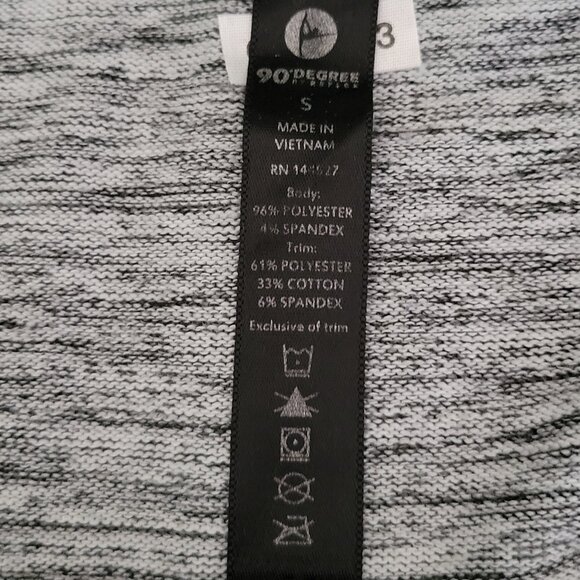 3
90°DEGREE
BY REFLEX
S
MADE IN
VIETNAM
RN
Body:
96% POLYESTER
4% SPANDEX
Trim:
61% POLYESTER
33% COTTON
6% SPANDEX
Exclusive of trim